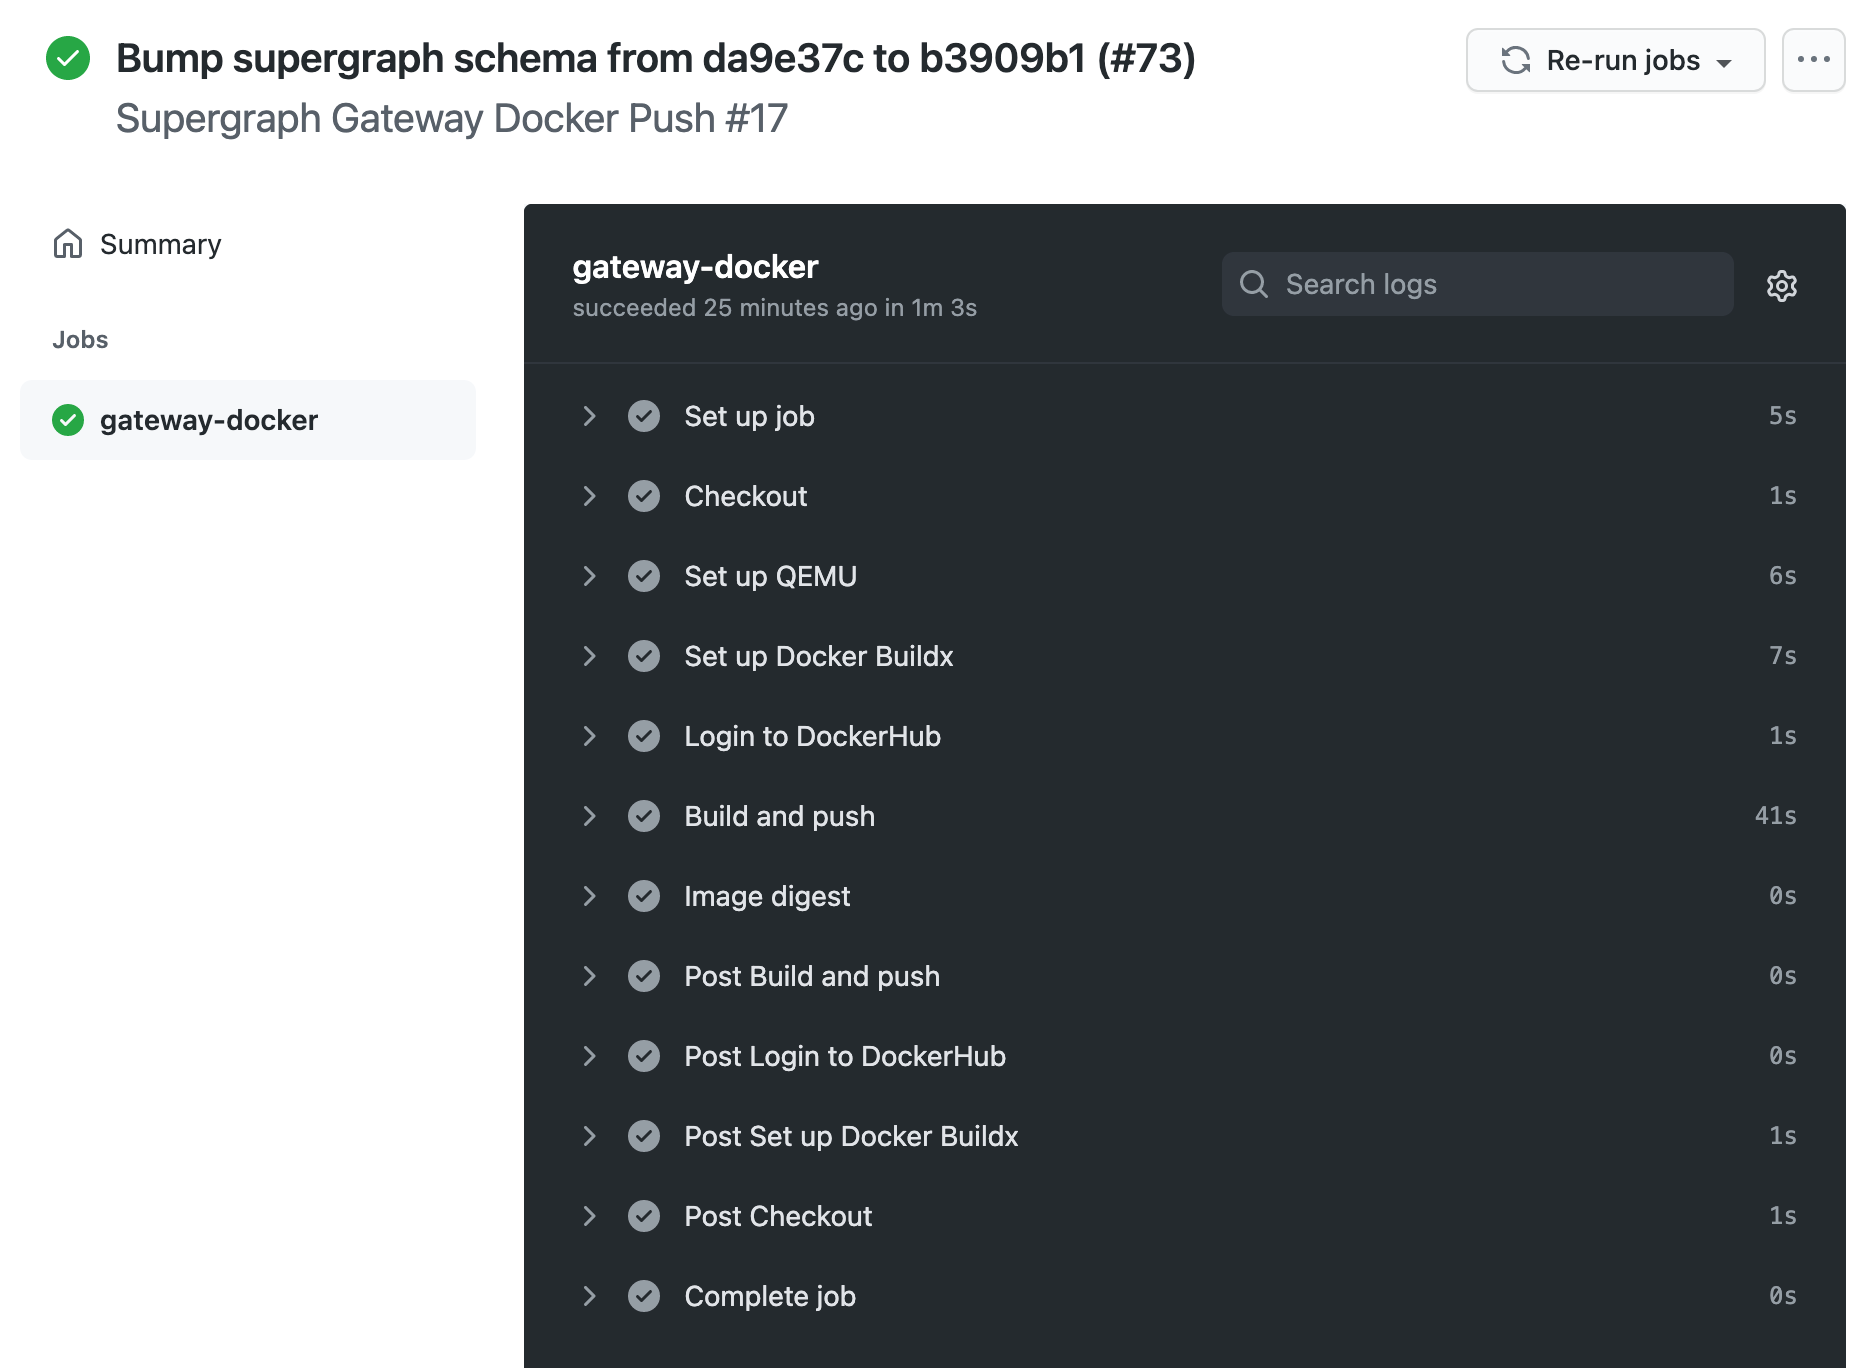 Bump supergraph schema from da9e37c to b3909b1 (#73)
Supergraph Gateway Docker Push #17
Re-run jobs
Summary
Jobs
gateway-docker
gateway-docker
succeeded 25 minutes ago in 1m 3s
Search logs
Set up job 5s
Checkout 1s
Set up QEMU 6s
Set up Docker Buildx 7s
Login to DockerHub 1s
Build and push 41s
Image digest 0s
Post Build and push 0s
Post Login to DockerHub 0s
Post Set up Docker Buildx 1s
Post Checkout 1s
Complete job 0s